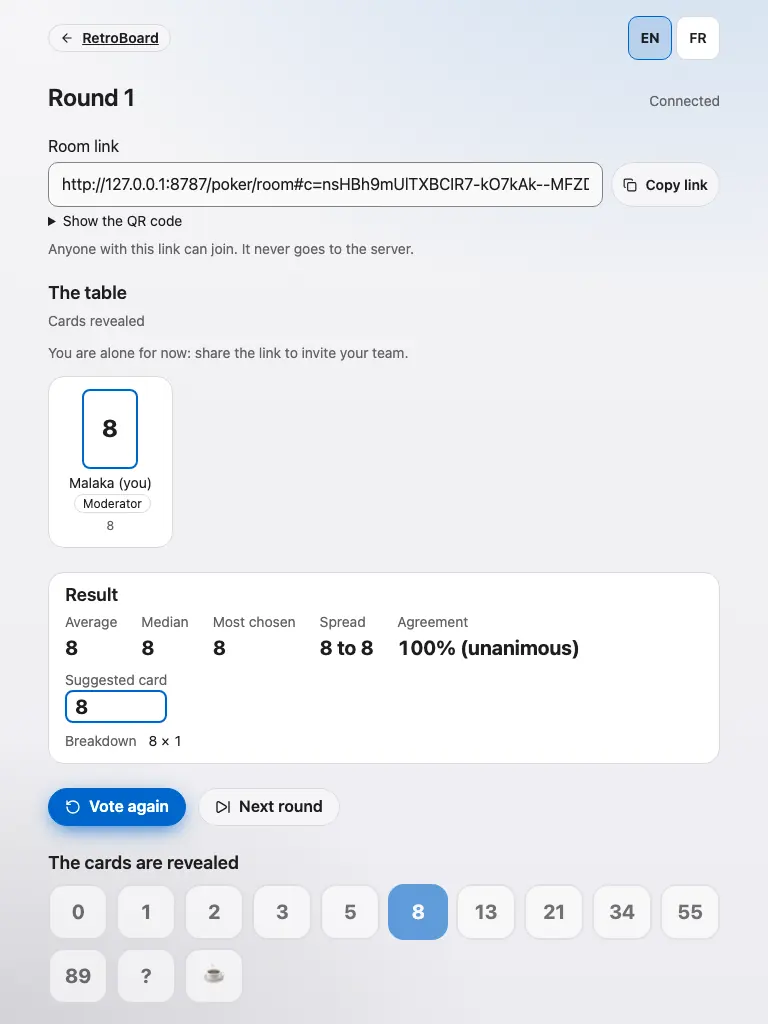 RetroBoard
EN FR
Round 1
Connected
Room link
http://127.0.0.1:8787/poker/room#c=nsHBh9mUlTXBClR7-kO7kAk--MFZ
Copy link
Show the QR code
Anyone with this link can join. It never goes to the server.
The table
Cards revealed
You are alone for now: share the link to invite your team.
8
Malaka (you)
Moderator
8
Result
Average Median Most chosen Spread Agreement
8 8 8 8 to 8 100% (unanimous)
Suggested card
8
Breakdown 8 × 1
Vote again Next round
The cards are revealed
0 1 2 3 5 8 13 21 34 55
89 ? ☕